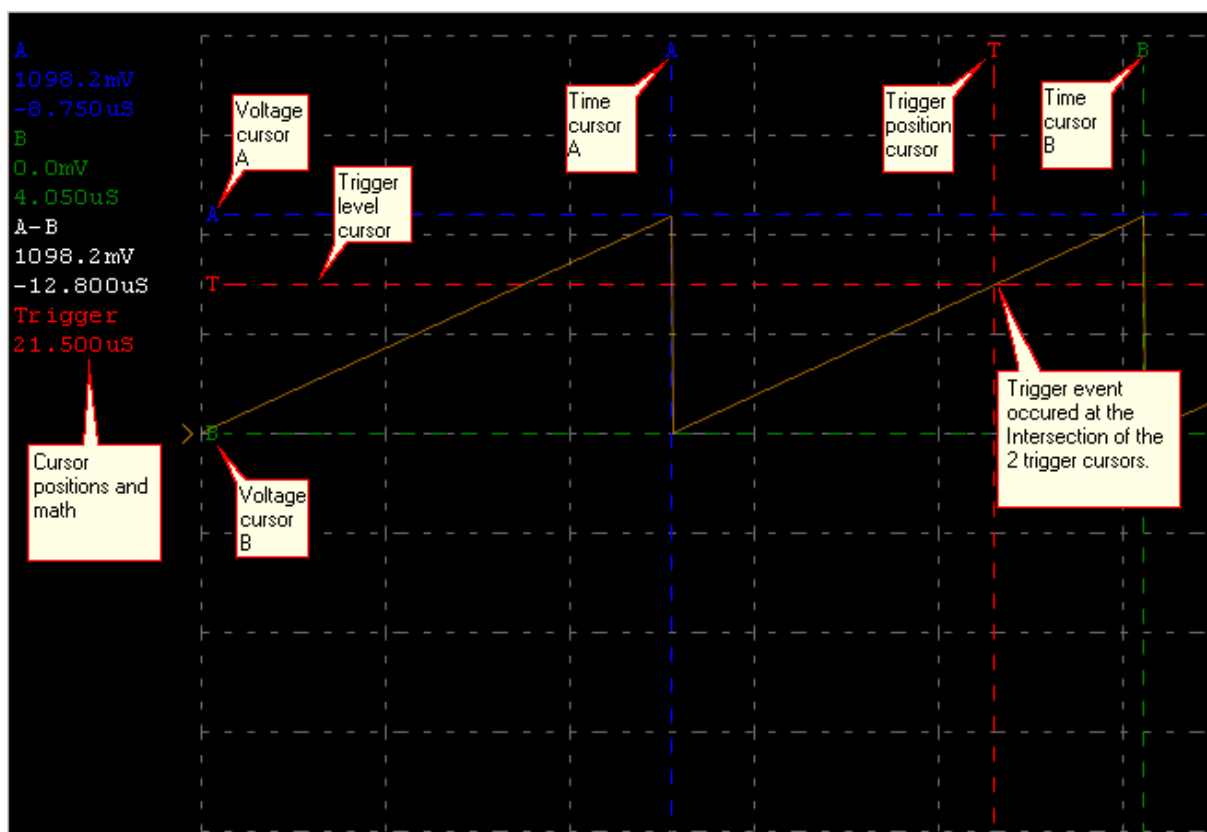 A
1098.2mV
-8.750uS
B
0.0mV
4.050uS
A-B
1098.2mV
-12.800uS
Trigger
21.500uS
Cursor
positions and
math
Voltage
cursor
A
A
Trigger
level
cursor
T
B
Voltage
cursor
B
A
Time
cursor
A
T
Trigger
position
cursor
B
Time
cursor
B
Trigger event
occured at the
Intersection of the
2 trigger cursors.